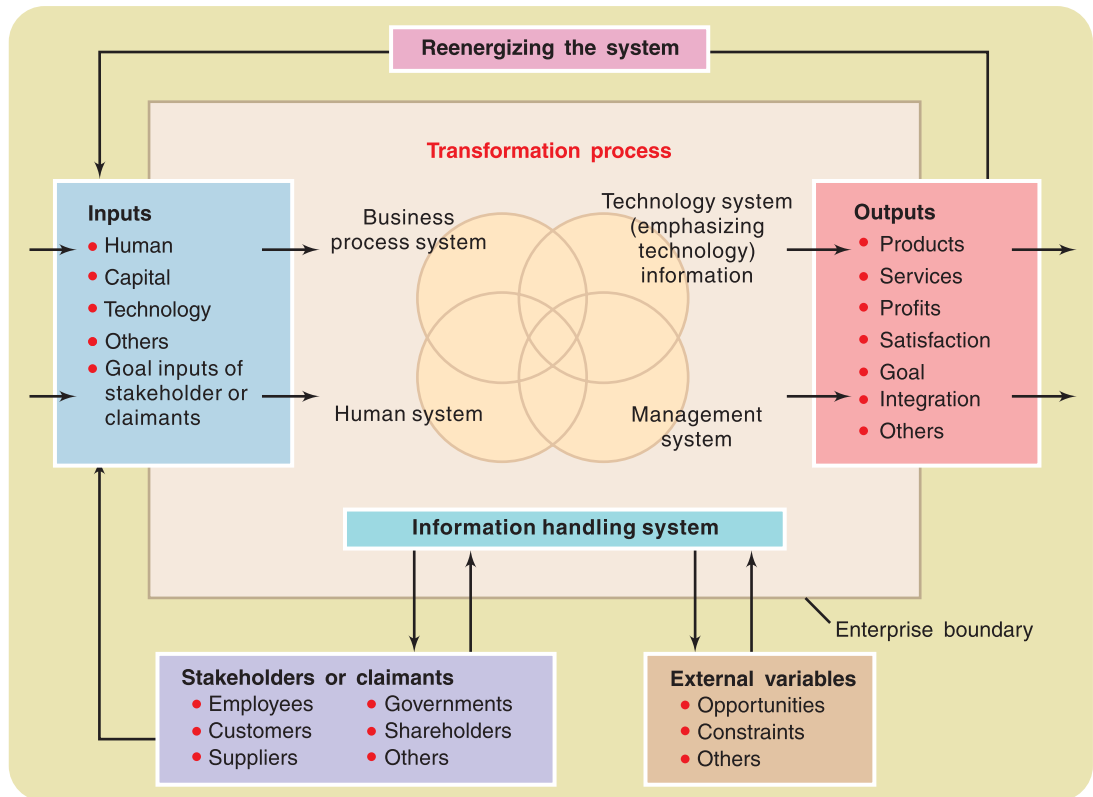 Reenergizing the system
Transformation process
Inputs
Human
Capital
Technology
Others
Goal inputs of
stakeholder or
claimants
Business
process system
Technology system
(emphasizing
technology)
information
Human system
Management
system
Outputs
Products
Services
Profits
Satisfaction
Goal
Integration
Others
Information handling system
Enterprise boundary
Stakeholders or claimants
Employees
Customers
Suppliers
Governments
Shareholders
Others
External variables
Opportunities
Constraints
Others